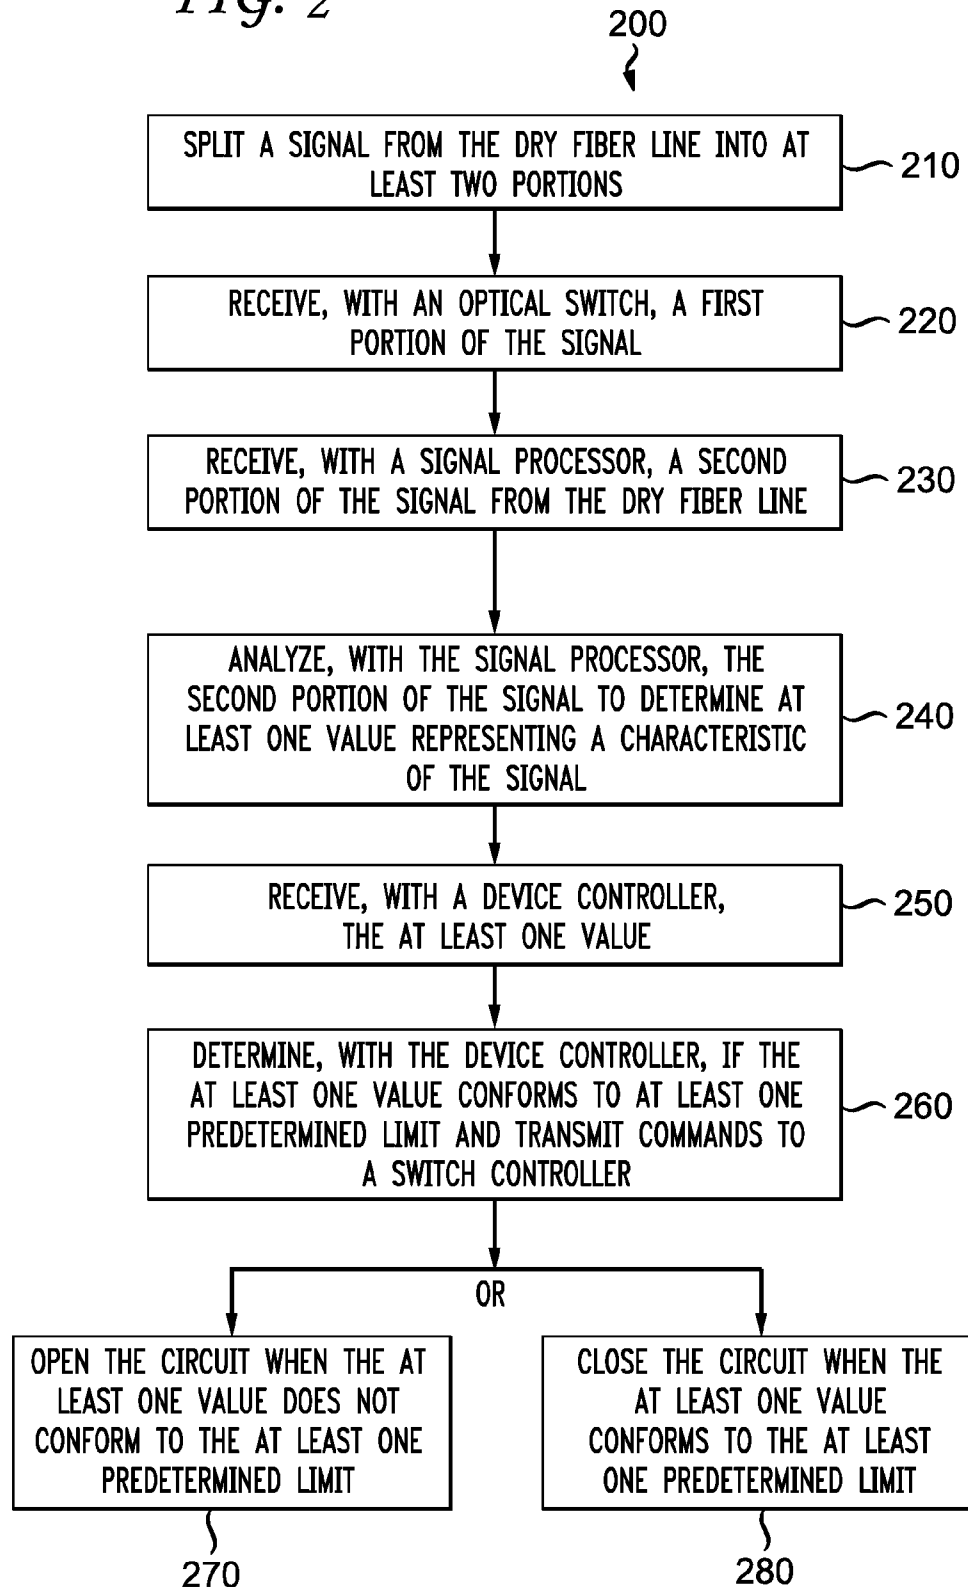 FIG. 2
200
SPLIT A SIGNAL FROM THE DRY FIBER LINE INTO AT
LEAST TWO PORTIONS
210
RECEIVE, WITH AN OPTICAL SWITCH, A FIRST
PORTION OF THE SIGNAL
220
RECEIVE, WITH A SIGNAL PROCESSOR, A SECOND
PORTION OF THE SIGNAL FROM THE DRY FIBER LINE
230
ANALYZE, WITH THE SIGNAL PROCESSOR, THE
SECOND PORTION OF THE SIGNAL TO DETERMINE AT
LEAST ONE VALUE REPRESENTING A CHARACTERISTIC
OF THE SIGNAL
240
RECEIVE, WITH A DEVICE CONTROLLER,
THE AT LEAST ONE VALUE
250
DETERMINE, WITH THE DEVICE CONTROLLER, IF THE
AT LEAST ONE VALUE CONFORMS TO AT LEAST ONE
PREDETERMINED LIMIT AND TRANSMIT COMMANDS TO
A SWITCH CONTROLLER
260
OR
OPEN THE CIRCUIT WHEN THE AT
LEAST ONE VALUE DOES NOT
CONFORM TO THE AT LEAST ONE
PREDETERMINED LIMIT
270
CLOSE THE CIRCUIT WHEN THE
AT LEAST ONE VALUE
CONFORMS TO THE AT LEAST
ONE PREDETERMINED LIMIT
280